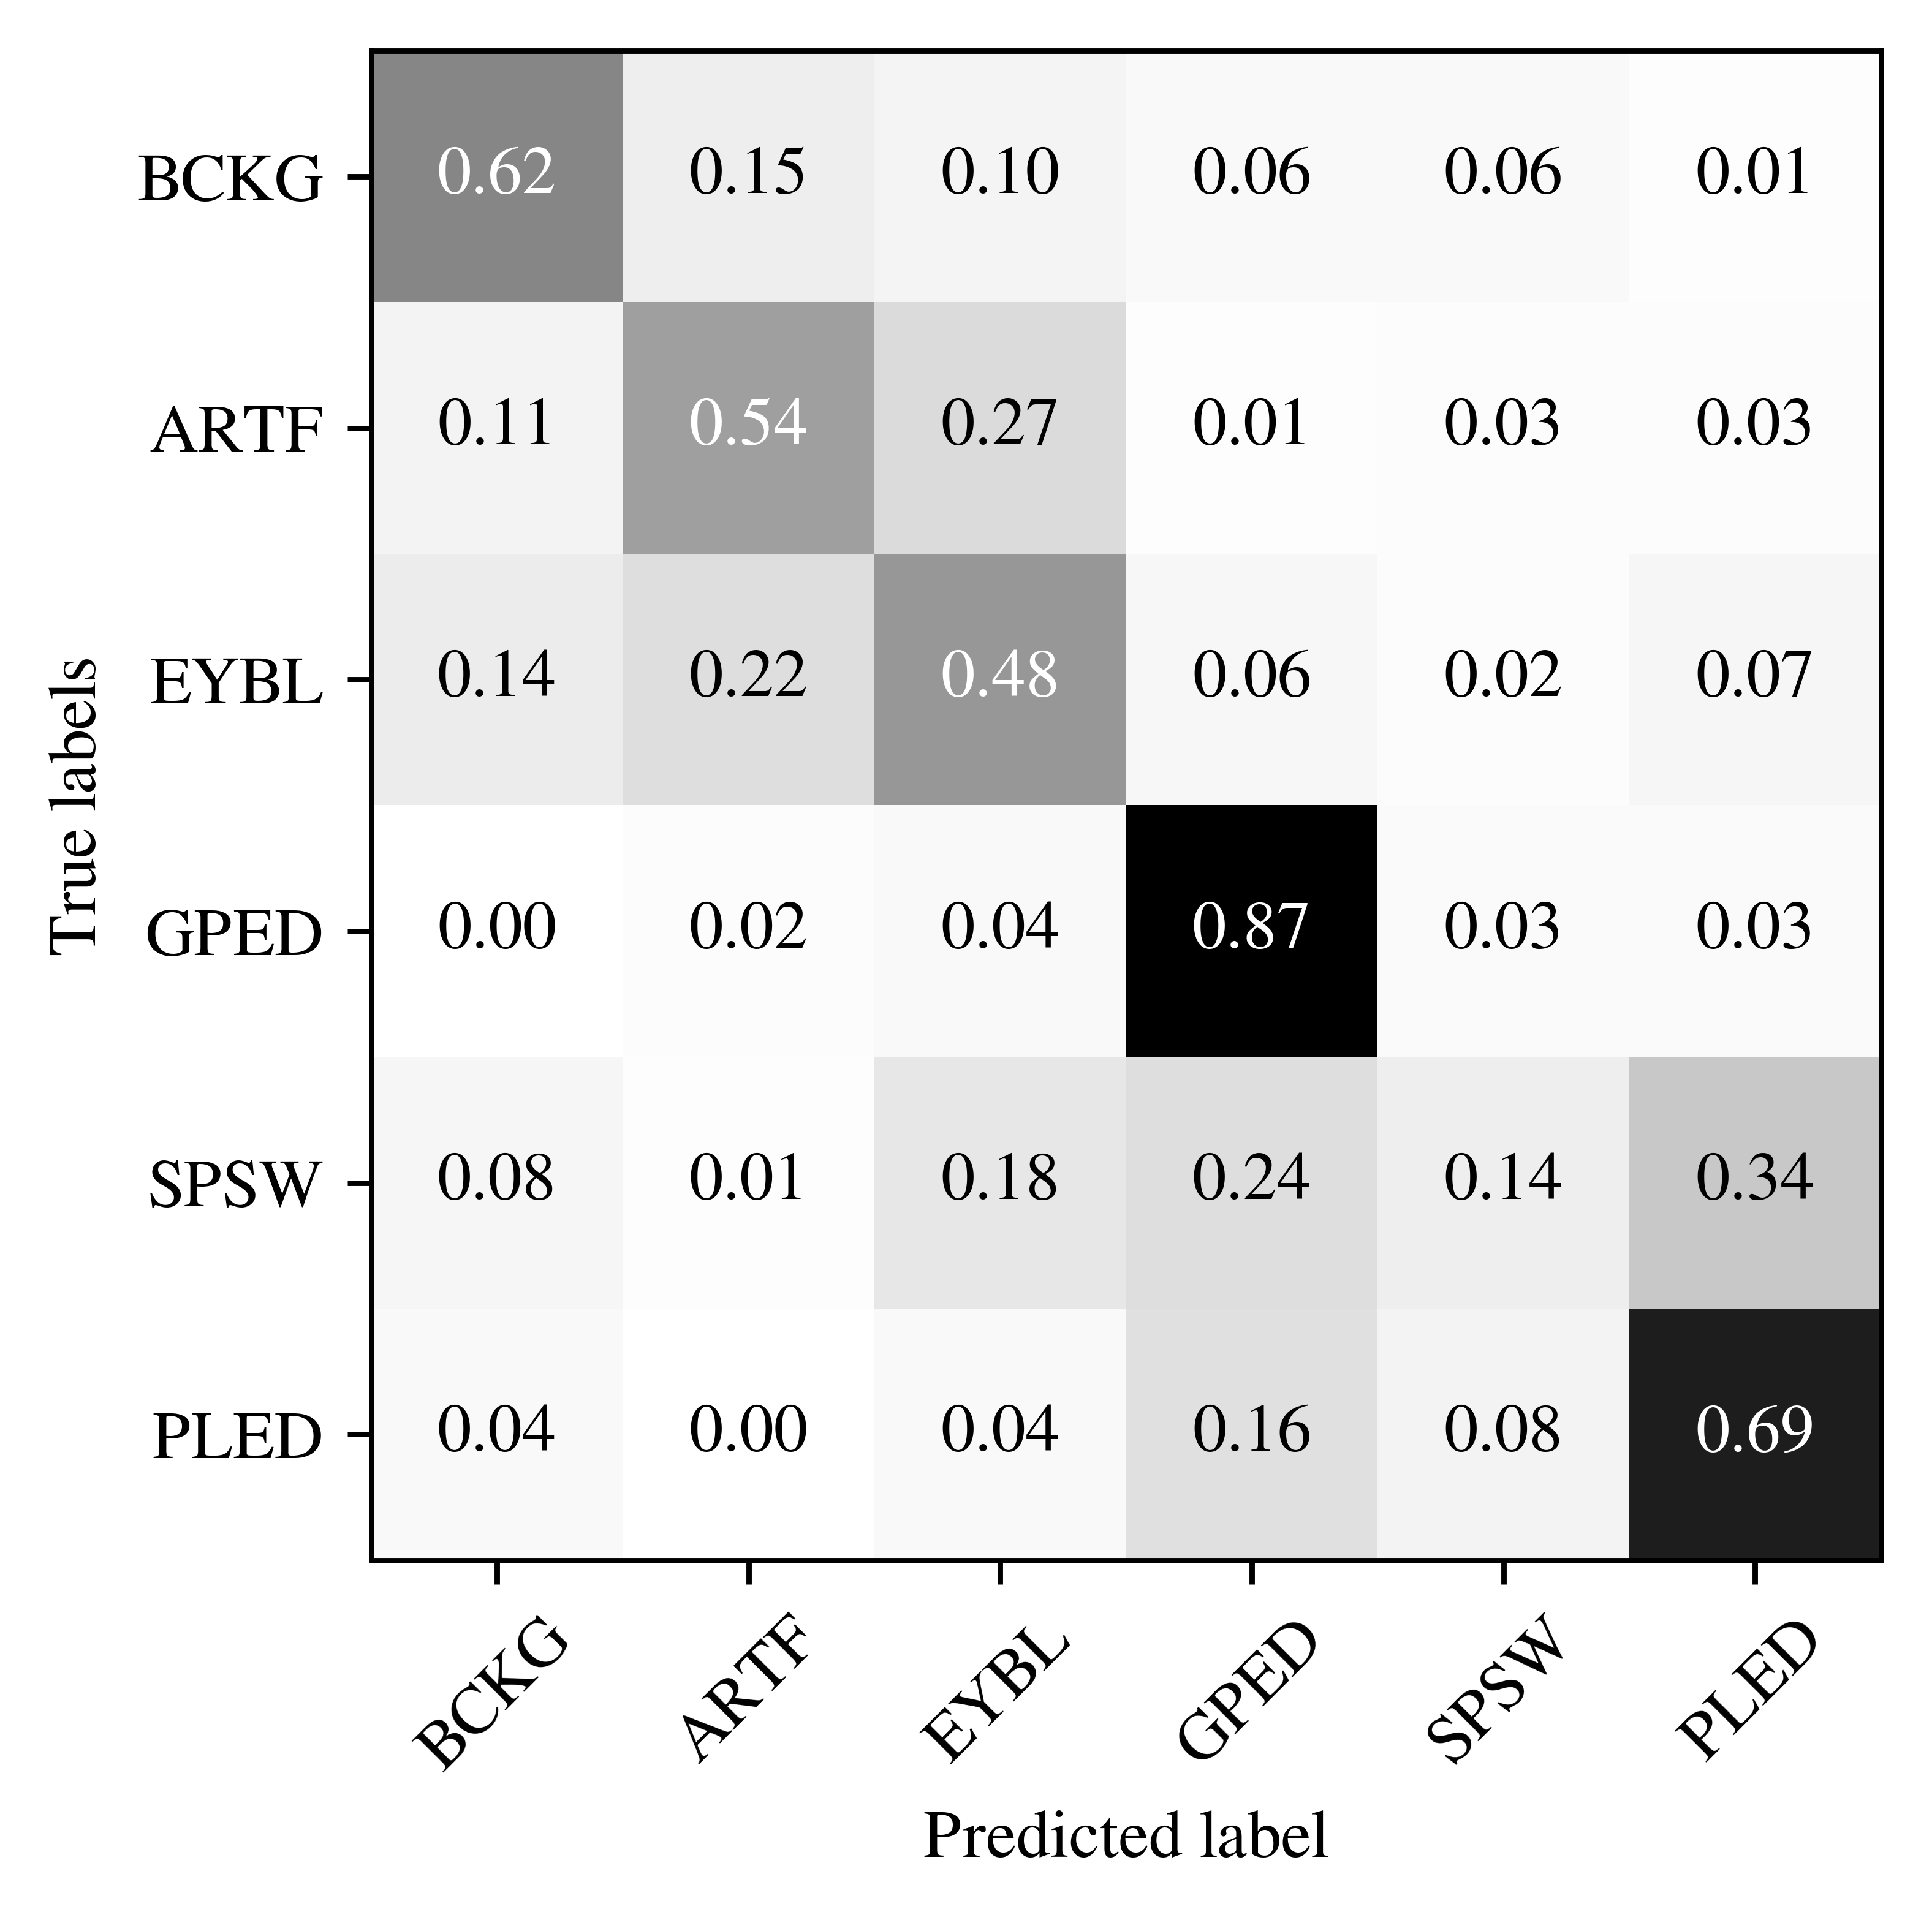 True labels
BCKG 0.62 0.15 0.10 0.06 0.06 0.01
ARTF 0.11 0.54 0.27 0.01 0.03 0.03
EYBL 0.14 0.22 0.48 0.06 0.02 0.07
GPED 0.00 0.02 0.04 0.87 0.03 0.03
SPSW 0.08 0.01 0.18 0.24 0.14 0.34
PLED 0.04 0.00 0.04 0.16 0.08 0.69
BCKG ARTF EYBL GPED SPSW PLED
Predicted label